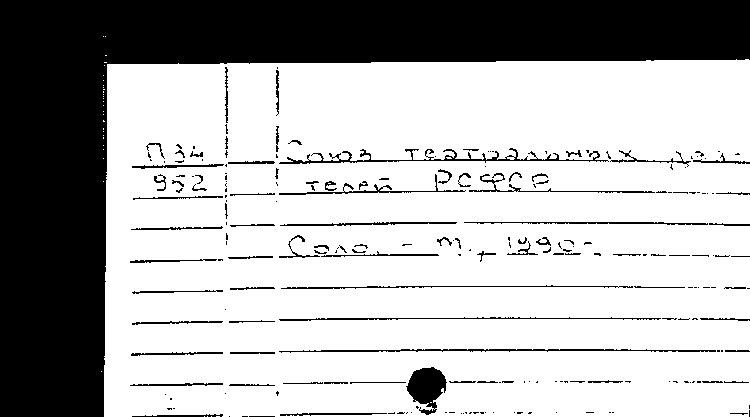 П34 Союз театральных дея-
952 телей РСФСР
Соло. - М., 1990-.